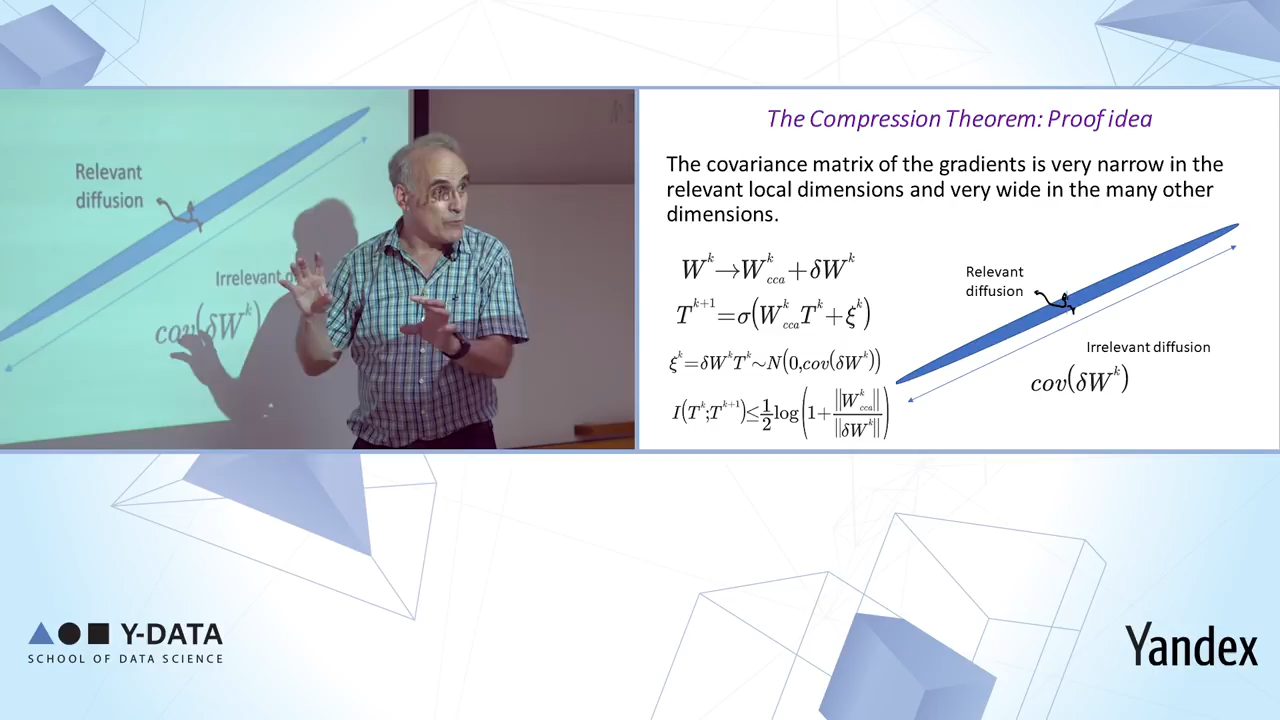 Relevant
diffusion
Irrelevant d
cov(δW^k)
The Compression Theorem: Proof idea
The covariance matrix of the gradients is very narrow in the
relevant local dimensions and very wide in the many other
dimensions.
W^k→W^k_cca+δW^k
T^{k+1}=σ(W^k_cca T^k+ξ^k)
ξ^k=δW^k T^k∼N(0,cov(δW^k))
I(T^k;T^{k+1})≤1/2 log(1+||W^k_cca||/||δW^k||)
Relevant
diffusion
Irrelevant diffusion
cov(δW^k)
Y-DATA
SCHOOL OF DATA SCIENCE
Yandex